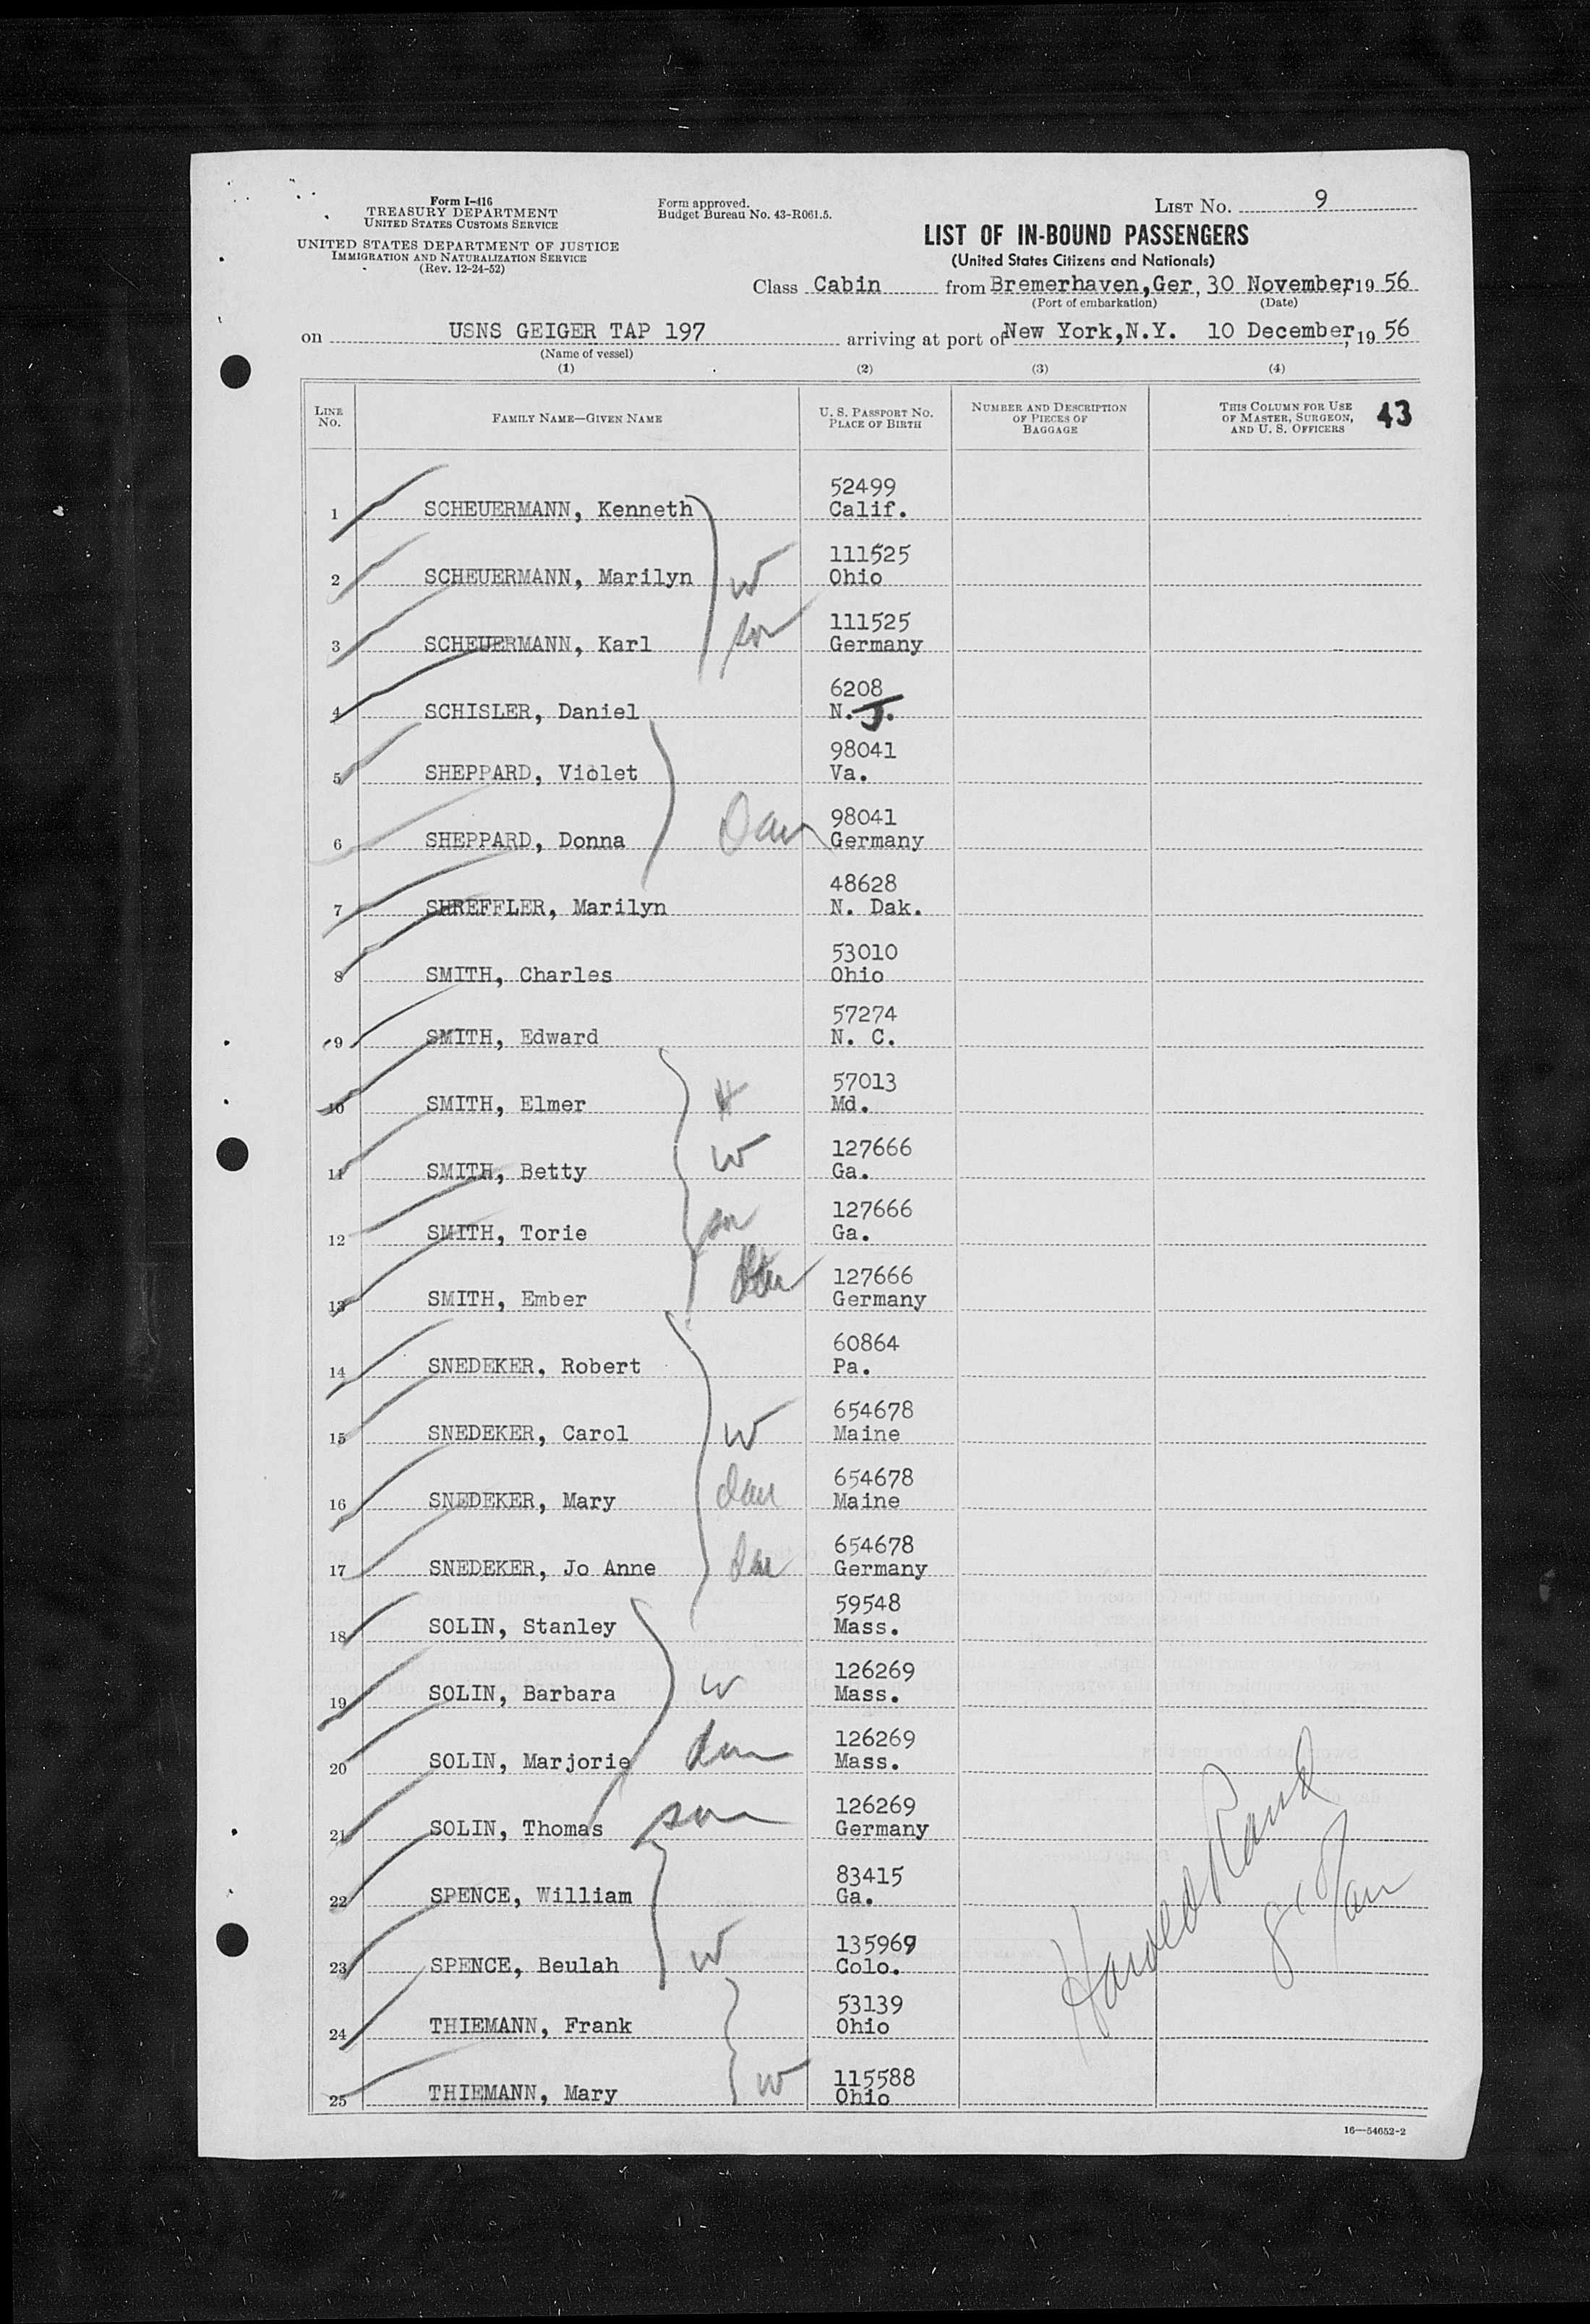 Form I-416
TREASURY DEPARTMENT
UNITED STATES CUSTOMS SERVICE
UNITED STATES DEPARTMENT OF JUSTICE
IMMIGRATION AND NATURALIZATION SERVICE
(Rev. 12-24-52)
Form approved.
Budget Bureau No. 43-R061.5.
LIST NO. 9
LIST OF IN-BOUND PASSENGERS
(United States Citizens and Nationals)
Class Cabin from Bremerhaven,Ger, 30 November, 19 56
(Port of embarkation) (Date)
on USNS GEIGER TAP 197 arriving at port of New York,N.Y. 10 December, 19 56
(Name of vessel)
(1) (2) (3) (4)
LINE NO. FAMILY NAME—GIVEN NAME U. S. PASSPORT NO. PLACE OF BIRTH NUMBER AND DESCRIPTION OF PIECES OF BAGGAGE THIS COLUMN FOR USE OF MASTER, SURGEON, AND U. S. OFFICERS 43
52499
1 SCHEUERMANN, Kenneth Calif.
111525
2 SCHEUERMANN, Marilyn W Ohio
111525
3 SCHEUERMANN, Karl son Germany
6208
4 SCHISLER, Daniel N. J.
98041
5 SHEPPARD, Violet Va.
98041
6 SHEPPARD, Donna Dau Germany
48628
7 SHREFFLER, Marilyn N. Dak.
53010
8 SMITH, Charles Ohio
57274
9 SMITH, Edward N. C.
57013
10 SMITH, Elmer H Md.
127666
11 SMITH, Betty W Ga.
127666
12 SMITH, Torie son Ga.
127666
13 SMITH, Ember Dau Germany
60864
14 SNEDEKER, Robert Pa.
654678
15 SNEDEKER, Carol W Maine
654678
16 SNEDEKER, Mary dau Maine
654678
17 SNEDEKER, Jo Anne dau Germany
59548
18 SOLIN, Stanley Mass.
126269
19 SOLIN, Barbara W Mass.
126269
20 SOLIN, Marjorie dau Mass.
126269
21 SOLIN, Thomas son Germany
83415
22 SPENCE, William Ga.
135969
23 SPENCE, Beulah W Colo.
53139
24 THIEMANN, Frank Ohio
115588
25 THIEMANN, Mary W Ohio
Harold
16—54652-2